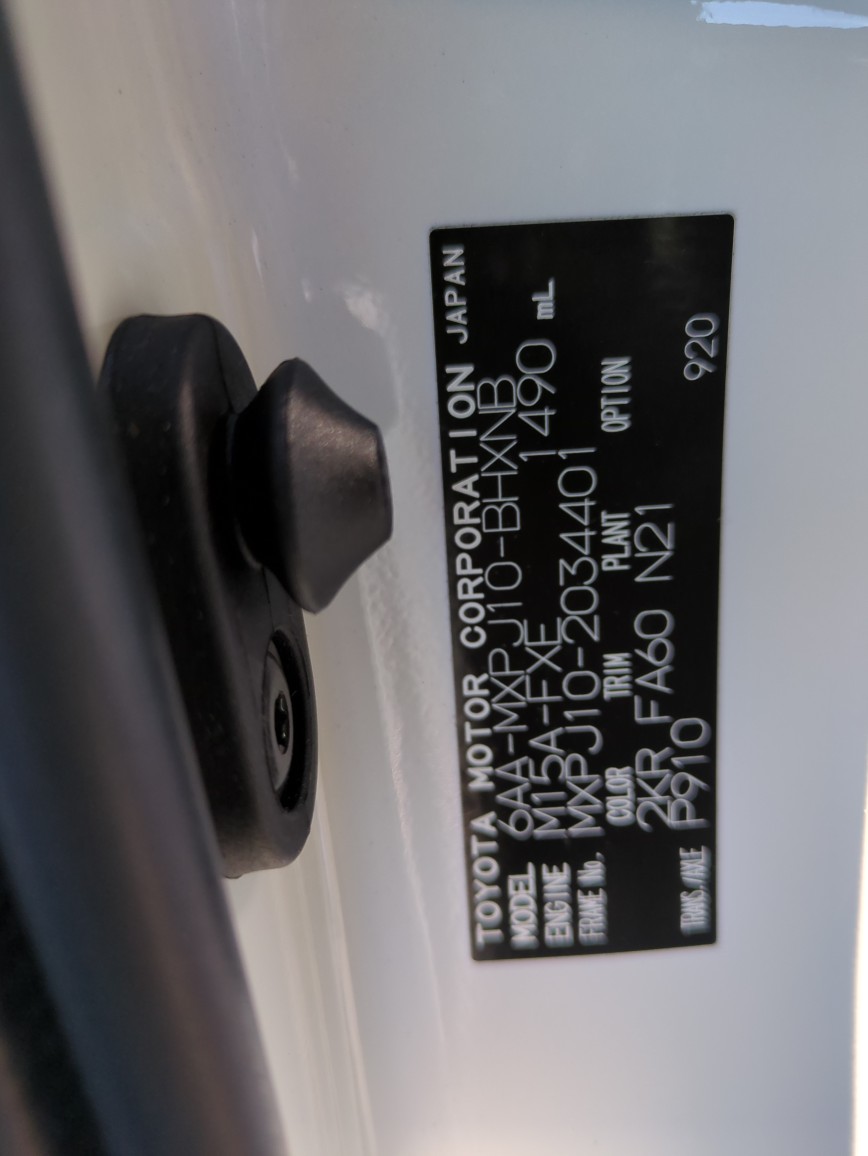 TOYOTA MOTOR CORPORATION JAPAN
MODEL 6AA-MXPJ10-BHXNB
ENGINE M15A-FXE 1490 mL
FRAME No. MXPJ10-2034401
COLOR TRIM PLANT OPTION
2KR FA60 N21
TRANS./AXLE P910 920